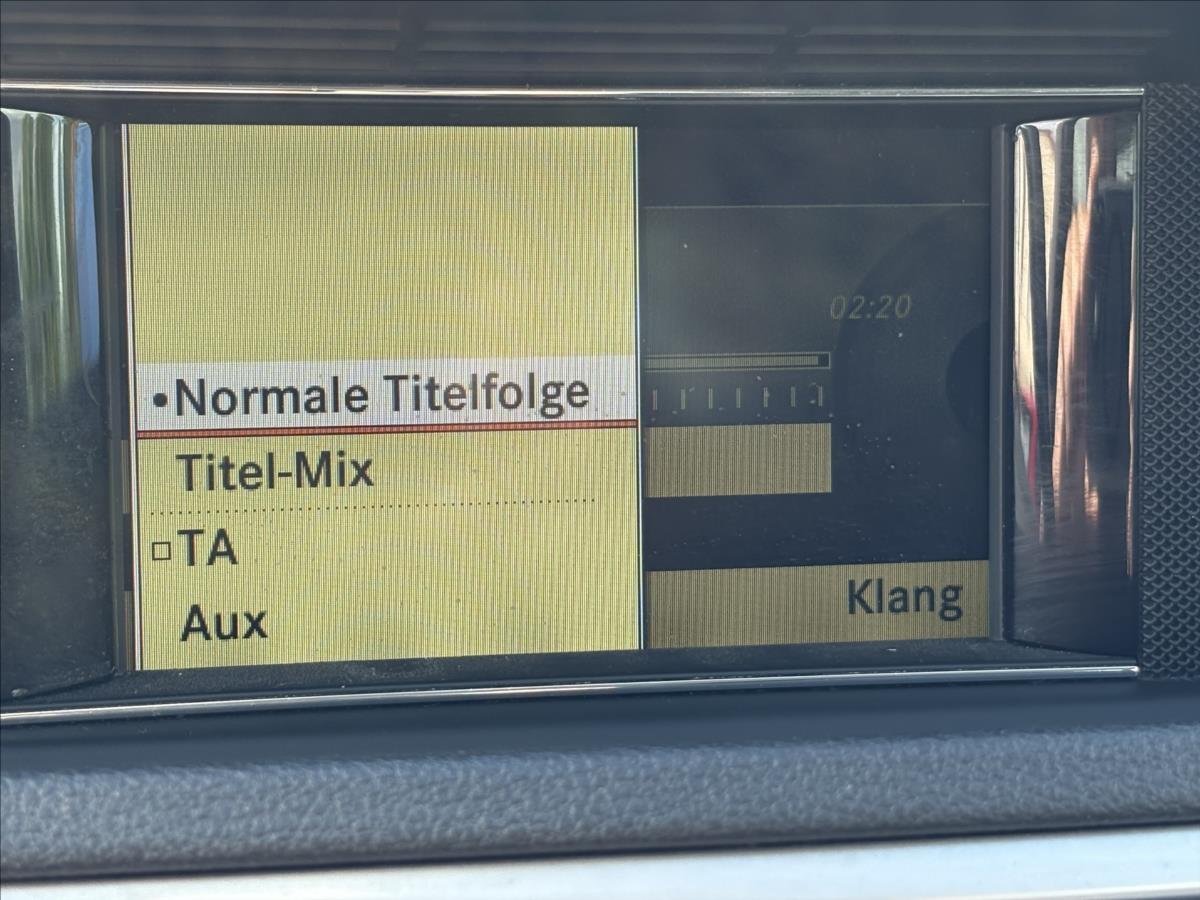 •Normale Titelfolge
Titel-Mix
□TA
Aux
02:20
Klang